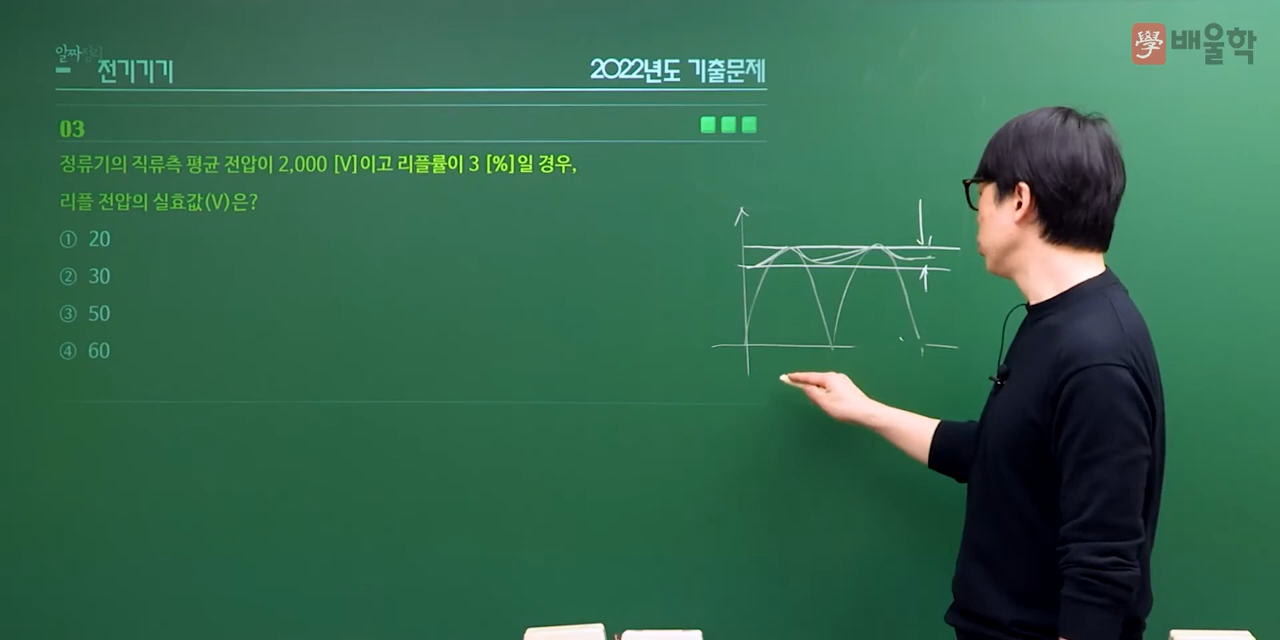 알짜정리
전기기기
2022년도 기출문제
學 배울학
03
정류기의 직류측 평균 전압이 2,000 [V]이고 리플률이 3 [%]일 경우,
리플 전압의 실효값(V)은?
① 20
② 30
③ 50
④ 60